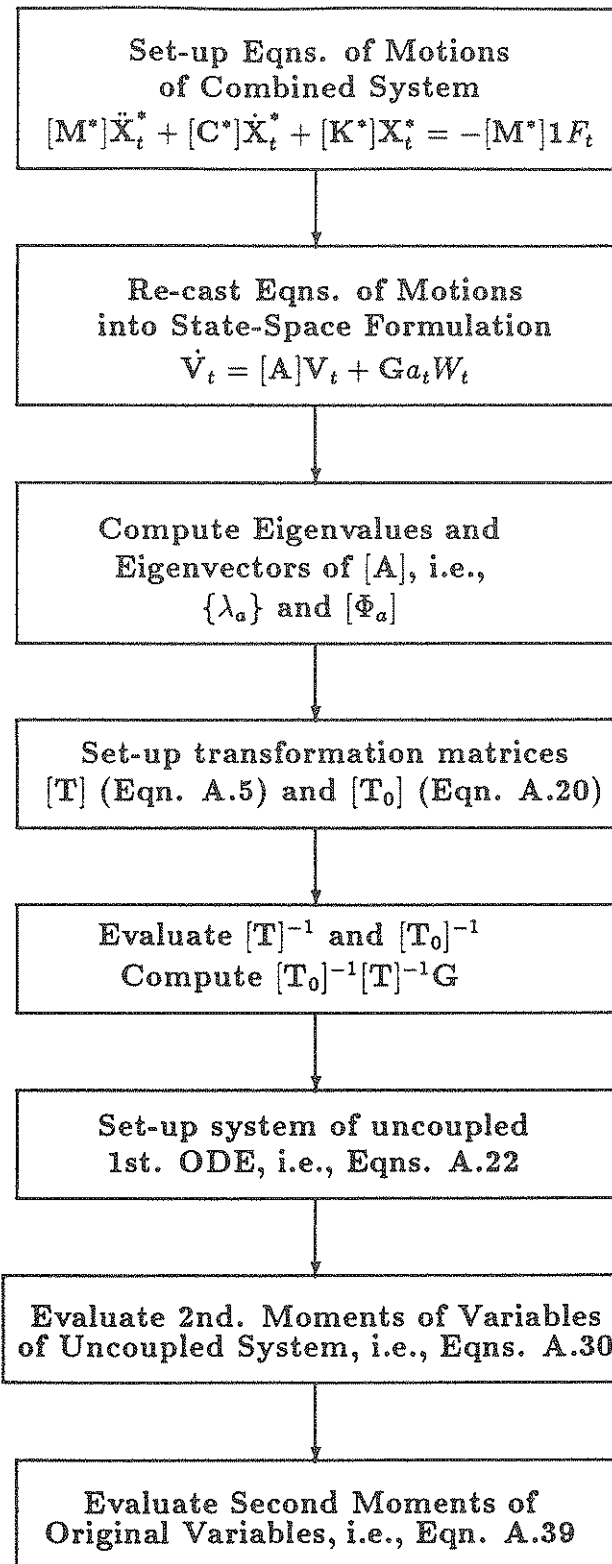 Set-up Eqns. of Motions
of Combined System
[M*]Ẍ*ₜ + [C*]Ẋ*ₜ + [K*]X*ₜ = −[M*]1Fₜ
Re-cast Eqns. of Motions
into State-Space Formulation
V̇ₜ = [A]Vₜ + GaₜWₜ
Compute Eigenvalues and
Eigenvectors of [A], i.e.,
{λₐ} and [Φₐ]
Set-up transformation matrices
[T] (Eqn. A.5) and [T₀] (Eqn. A.20)
Evaluate [T]⁻¹ and [T₀]⁻¹
Compute [T₀]⁻¹[T]⁻¹G
Set-up system of uncoupled
1st. ODE, i.e., Eqns. A.22
Evaluate 2nd. Moments of Variables
of Uncoupled System, i.e., Eqns. A.30
Evaluate Second Moments of
Original Variables, i.e., Eqn. A.39